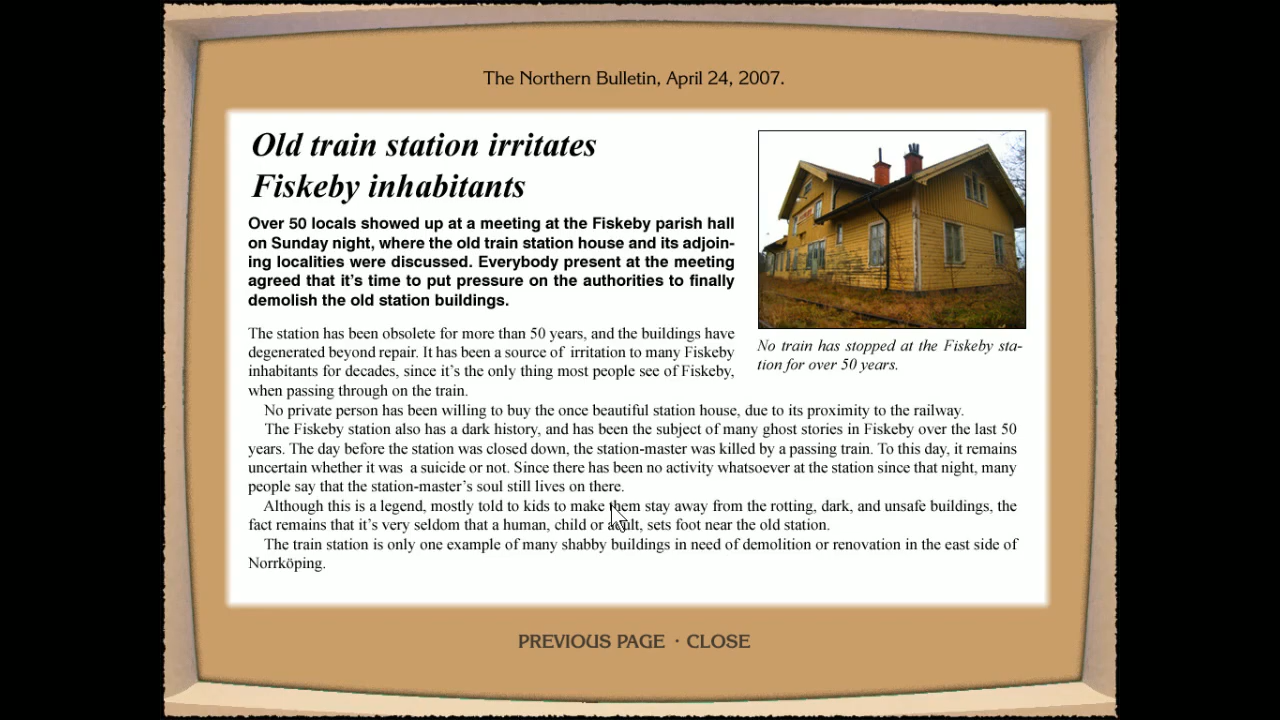 The Northern Bulletin, April 24, 2007.
Old train station irritates
Fiskeby inhabitants
Over 50 locals showed up at a meeting at the Fiskeby parish hall
on Sunday night, where the old train station house and its adjoin-
ing localities were discussed. Everybody present at the meeting
agreed that it's time to put pressure on the authorities to finally
demolish the old station buildings.
The station has been obsolete for more than 50 years, and the buildings have
degenerated beyond repair. It has been a source of irritation to many Fiskeby
inhabitants for decades, since it's the only thing most people see of Fiskeby,
when passing through on the train.
No train has stopped at the Fiskeby sta-
tion for over 50 years.
No private person has been willing to buy the once beautiful station house, due to its proximity to the railway.
The Fiskeby station also has a dark history, and has been the subject of many ghost stories in Fiskeby over the last 50
years. The day before the station was closed down, the station-master was killed by a passing train. To this day, it remains
uncertain whether it was a suicide or not. Since there has been no activity whatsoever at the station since that night, many
people say that the station-master's soul still lives on there.
Although this is a legend, mostly told to kids to make them stay away from the rotting, dark, and unsafe buildings, the
fact remains that it's very seldom that a human, child or adult, sets foot near the old station.
The train station is only one example of many shabby buildings in need of demolition or renovation in the east side of
Norrköping.
PREVIOUS PAGE · CLOSE